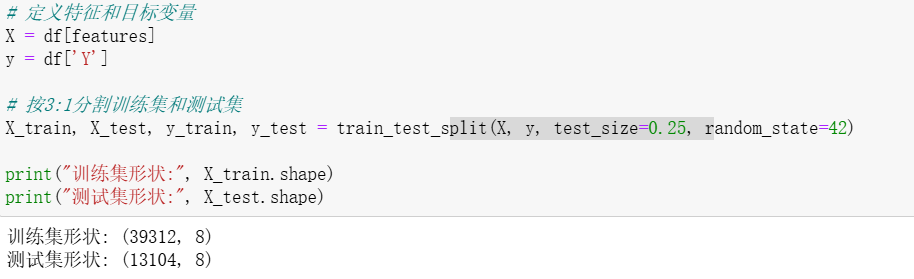 # 定义特征和目标变量
X = df[features]
y = df['Y']
# 按3:1分割训练集和测试集
X_train, X_test, y_train, y_test = train_test_split(X, y, test_size=0.25, random_state=42)
print("训练集形状:", X_train.shape)
print("测试集形状:", X_test.shape)
训练集形状: (39312, 8)
测试集形状: (13104, 8)